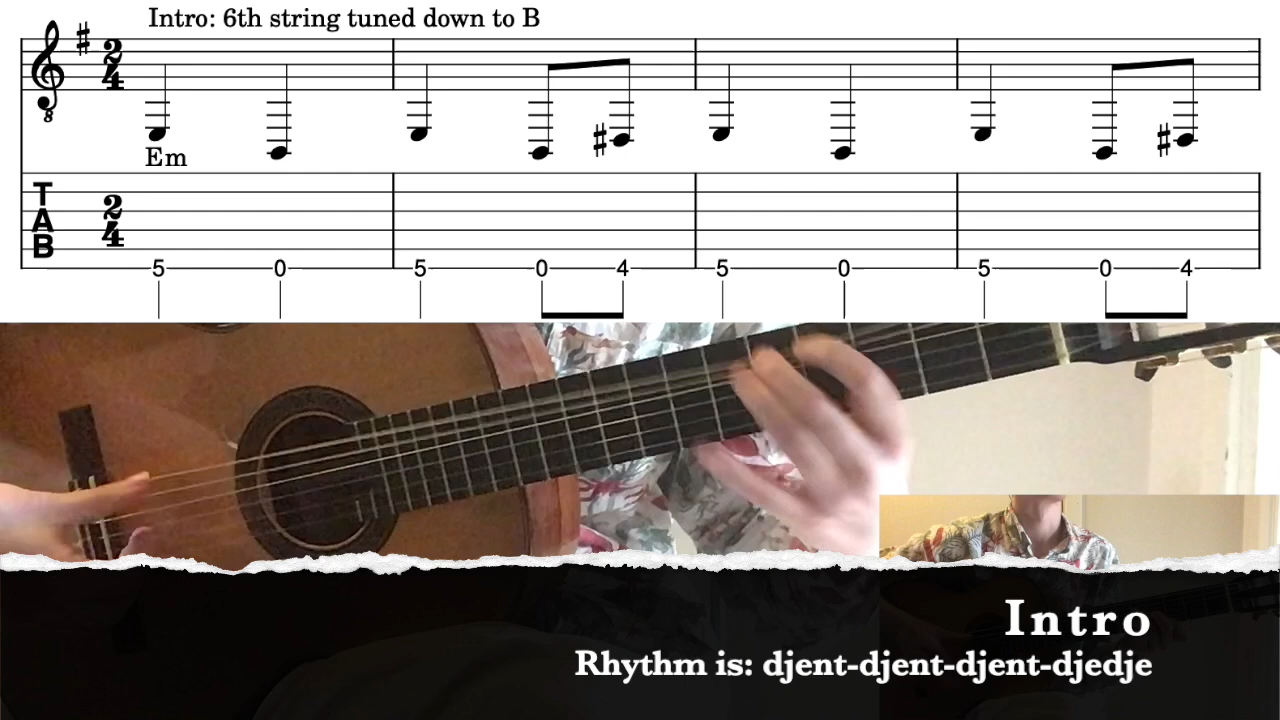 Intro: 6th string tuned down to B
8
2
4
Em
T
A
B
2
4
5 0 5 0 4 5 0 5 0 4
Intro
Rhythm is: djent-djent-djent-djedje